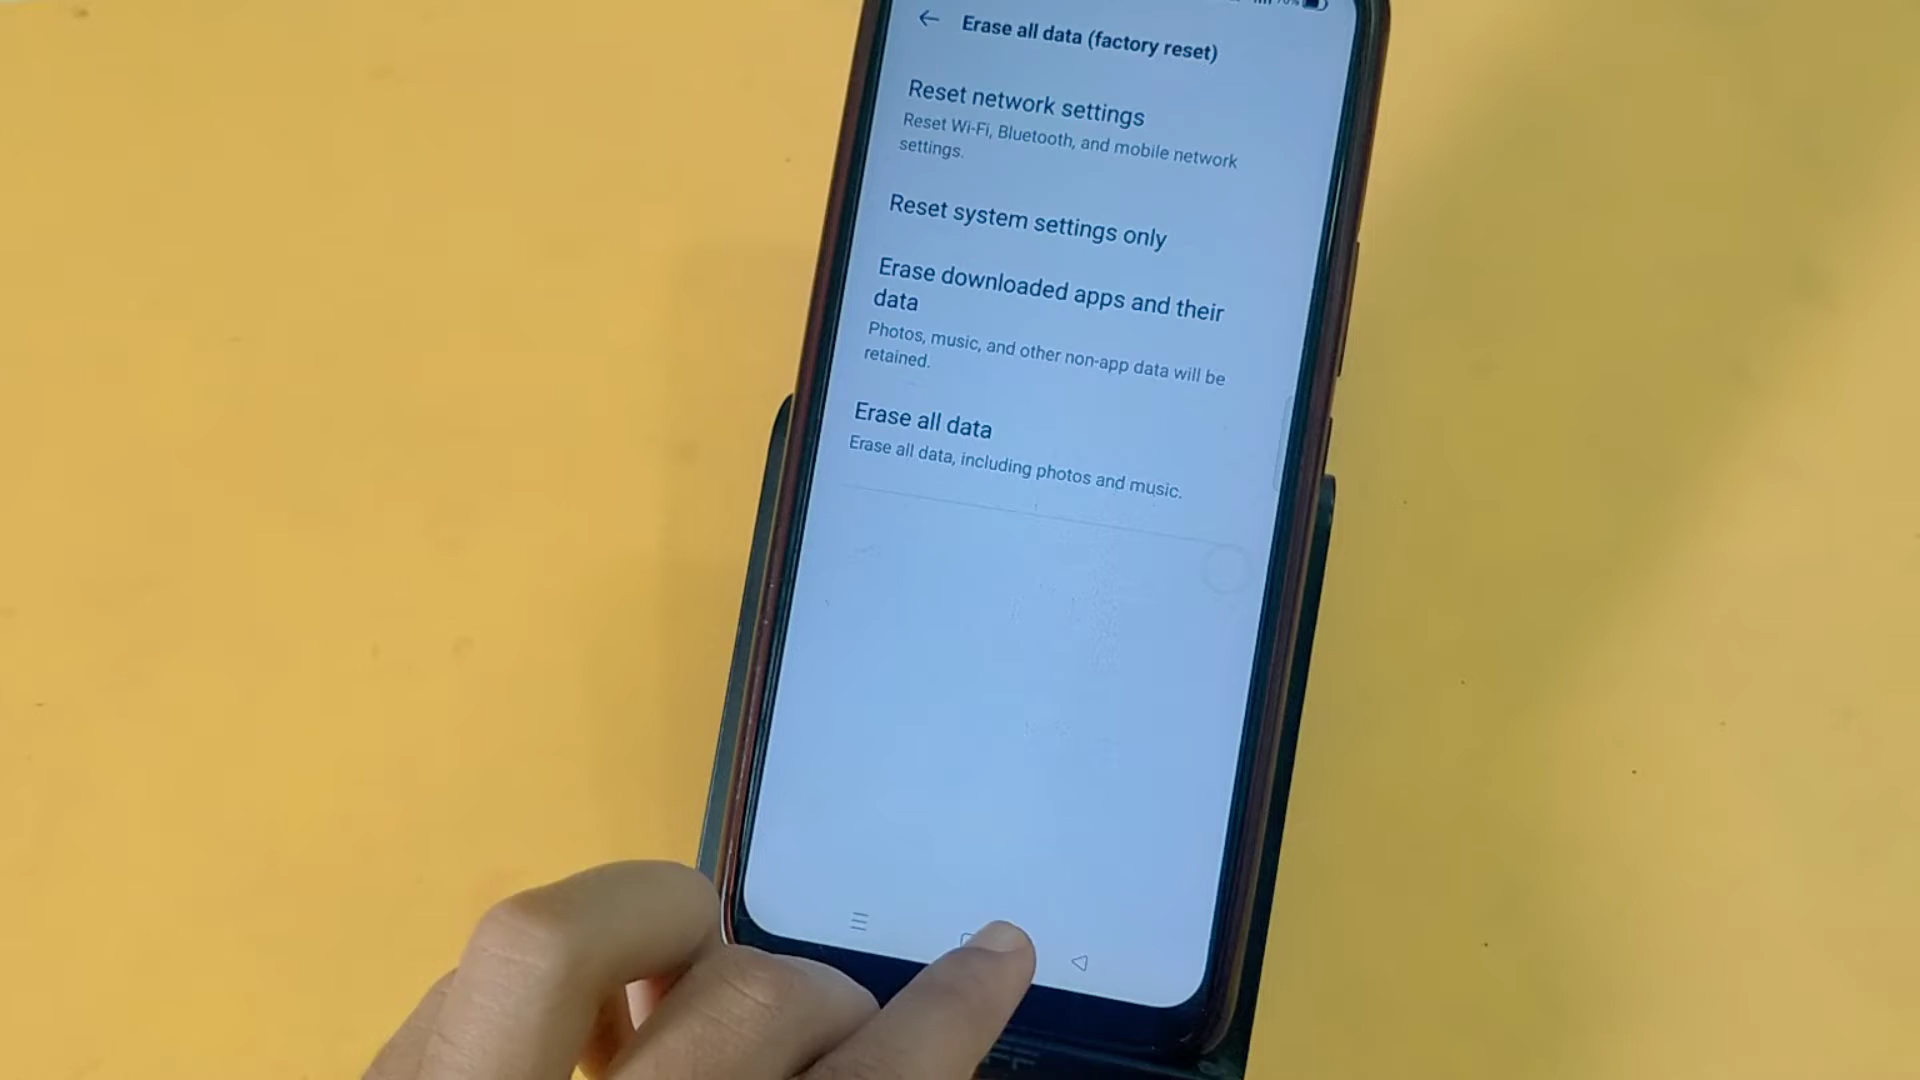 Erase all data (factory reset)
Reset network settings
Reset Wi-Fi, Bluetooth, and mobile network
settings.
Reset system settings only
Erase downloaded apps and their
data
Photos, music, and other non-app data will be
retained.
Erase all data
Erase all data, including photos and music.